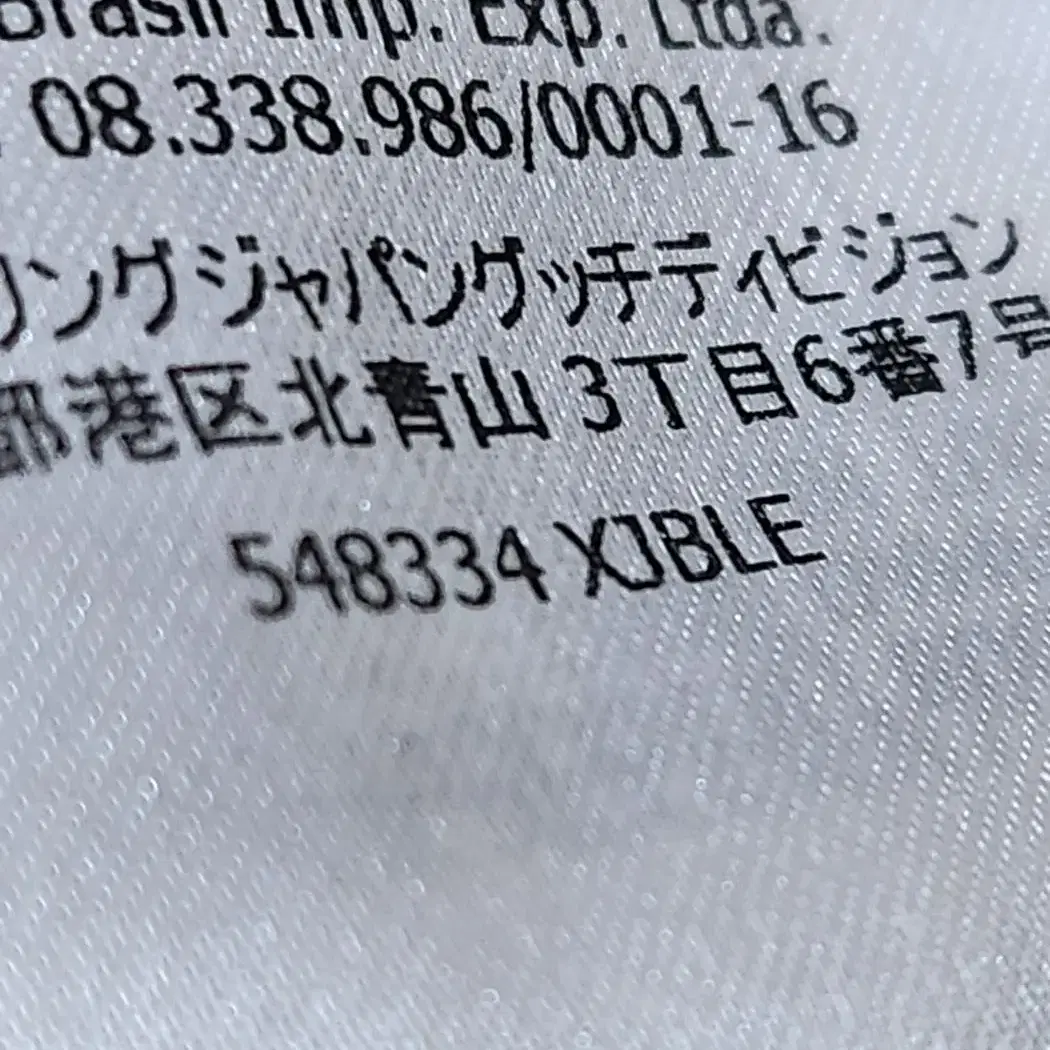 Brasil Imp. Exp. Ltda.
08.338.986/0001-16
リングジャパングッチディビジョン
都港区北青山3丁目6番7号
548334 XJBLE